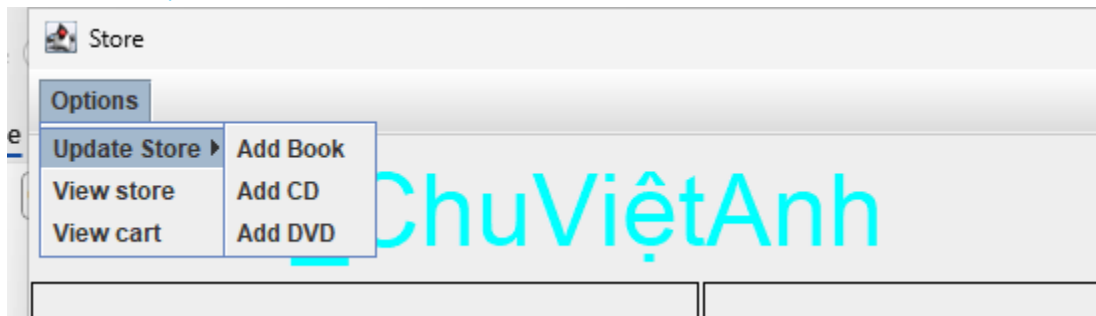 Store
Options
Update Store Add Book
View store Add CD
View cart Add DVD
ChuViệtAnh